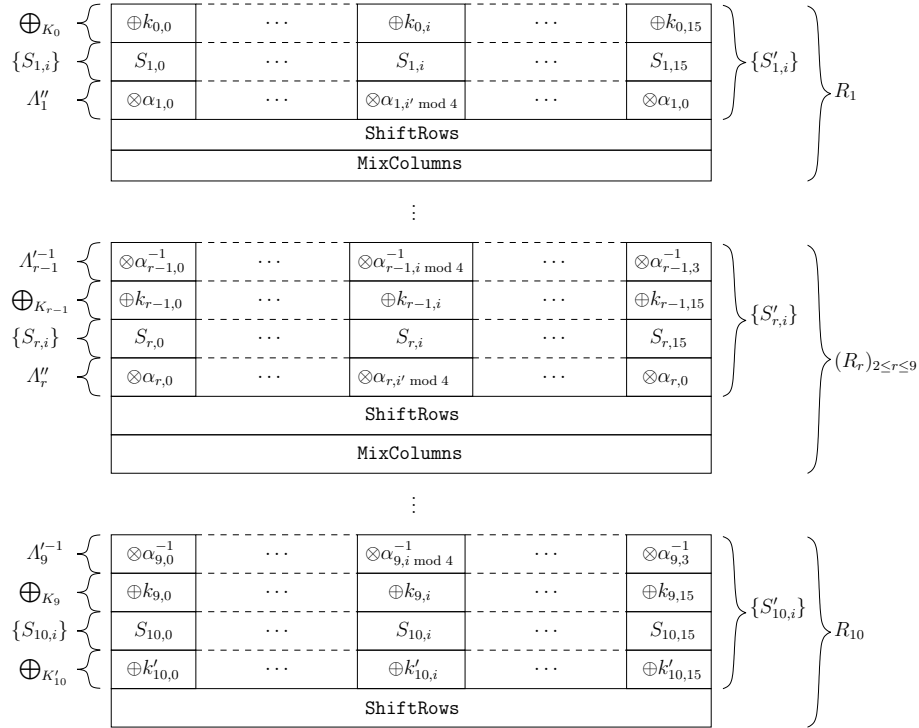 ⨁_{K_0} ⊕k_{0,0} ··· ⊕k_{0,i} ··· ⊕k_{0,15}
{S_{1,i}} S_{1,0} ··· S_{1,i} ··· S_{1,15} {S′_{1,i}}
Λ″_1 ⊗α_{1,0} ··· ⊗α_{1,i′ mod 4} ··· ⊗α_{1,0} R_1
ShiftRows
MixColumns
⋮
Λ′^{-1}_{r−1} ⊗α^{-1}_{r−1,0} ··· ⊗α^{-1}_{r−1,i mod 4} ··· ⊗α^{-1}_{r−1,3}
⨁_{K_{r−1}} ⊕k_{r−1,0} ··· ⊕k_{r−1,i} ··· ⊕k_{r−1,15} {S′_{r,i}}
{S_{r,i}} S_{r,0} ··· S_{r,i} ··· S_{r,15}
Λ″_r ⊗α_{r,0} ··· ⊗α_{r,i′ mod 4} ··· ⊗α_{r,0} (R_r)_{2≤r≤9}
ShiftRows
MixColumns
⋮
Λ′^{-1}_9 ⊗α^{-1}_{9,0} ··· ⊗α^{-1}_{9,i mod 4} ··· ⊗α^{-1}_{9,3}
⨁_{K_9} ⊕k_{9,0} ··· ⊕k_{9,i} ··· ⊕k_{9,15} {S′_{10,i}}
{S_{10,i}} S_{10,0} ··· S_{10,i} ··· S_{10,15} R_{10}
⨁_{K′_{10}} ⊕k′_{10,0} ··· ⊕k′_{10,i} ··· ⊕k′_{10,15}
ShiftRows